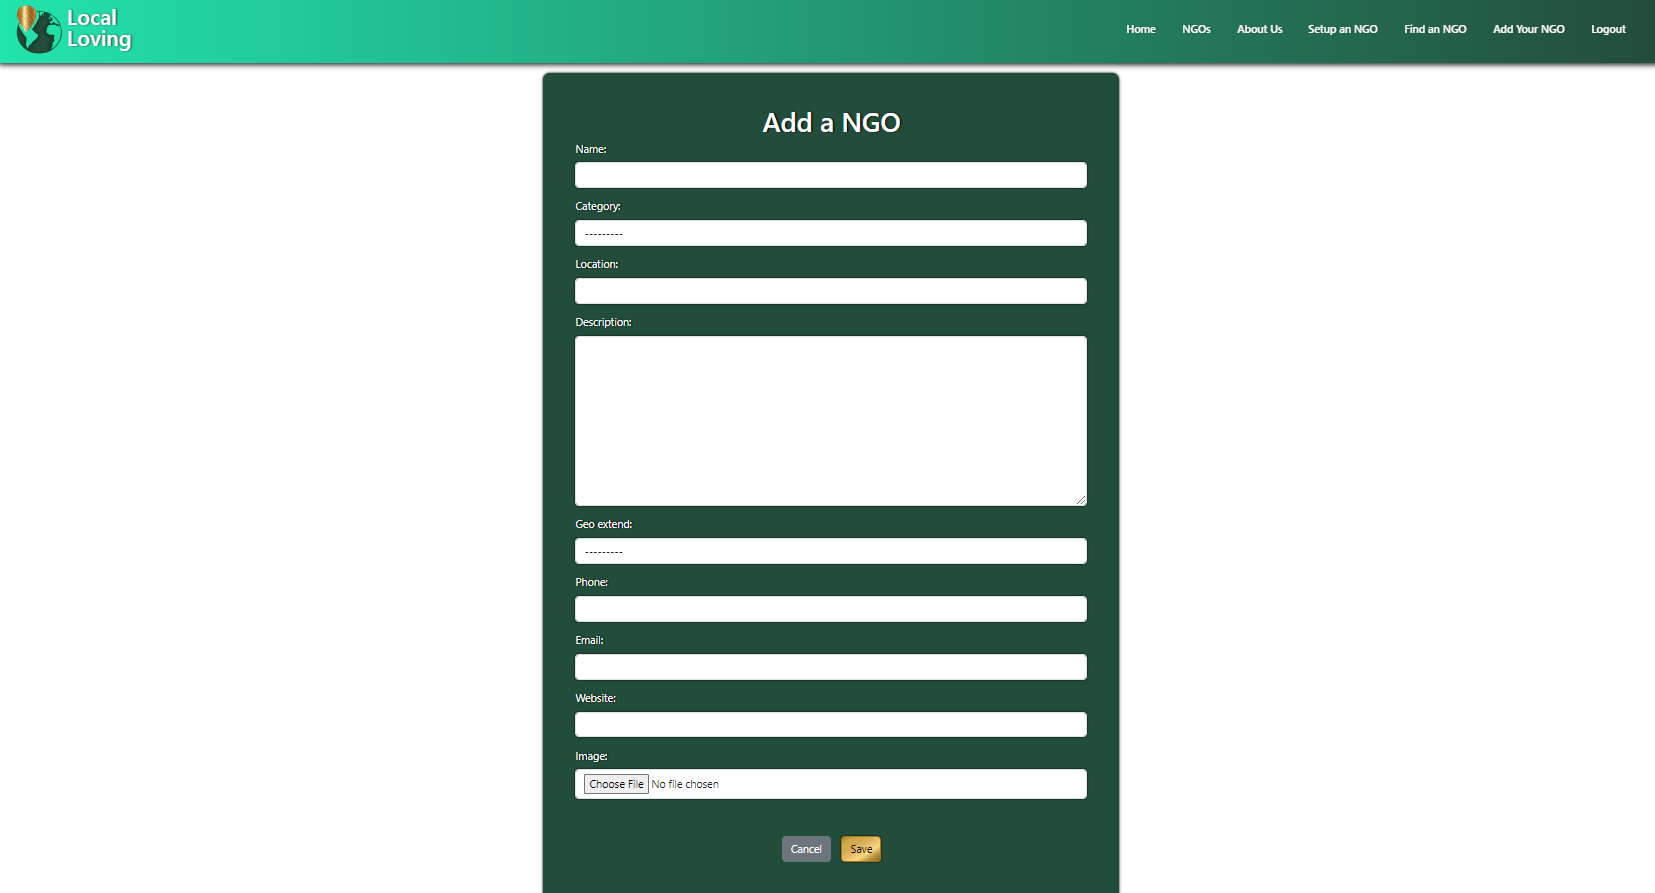 Local
Loving
Home NGOs About Us Setup an NGO Find an NGO Add Your NGO Logout
Add a NGO
Name:
Category:
---------
Location:
Description:
Geo extend:
---------
Phone:
Email:
Website:
Image:
Choose File No file chosen
Cancel Save